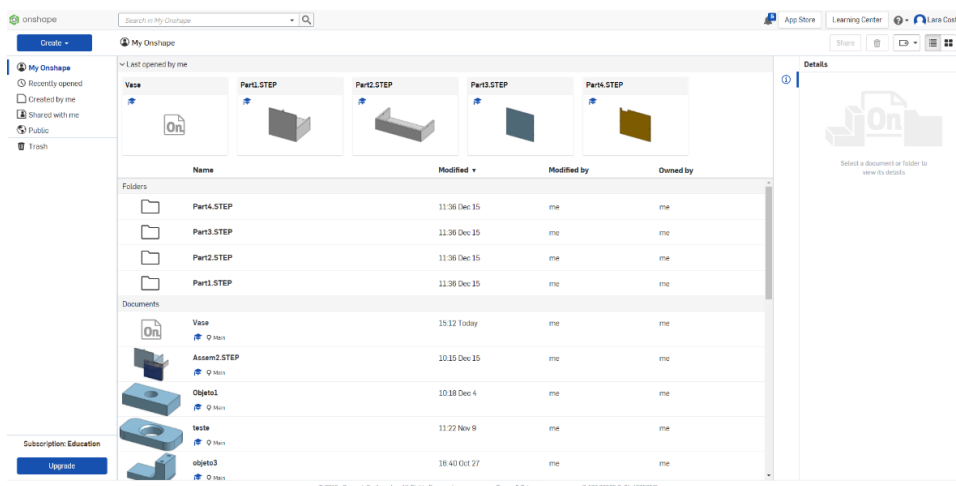 onshape
Search in My Onshape
App Store
Learning Center
Lara Cost
Create
My Onshape
Share
My Onshape
Recently opened
Created by me
Shared with me
Public
Trash
Last opened by me
Vase
Part1.STEP
Part2.STEP
Part3.STEP
Part4.STEP
On
Details
On
Select a document or folder to
view its details
Name Modified Modified by Owned by
Folders
Part4.STEP 11:36 Dec 15 me me
Part3.STEP 11:36 Dec 15 me me
Part2.STEP 11:36 Dec 15 me me
Part1.STEP 11:36 Dec 15 me me
Documents
On
Vase 15:12 Today me me
Main
Assem2.STEP 10:15 Dec 15 me me
Main
Objeto1 10:18 Dec 4 me me
Main
teste 11:22 Nov 9 me me
Main
objeto3 16:40 Oct 27 me me
Main
Subscription: Education
Upgrade